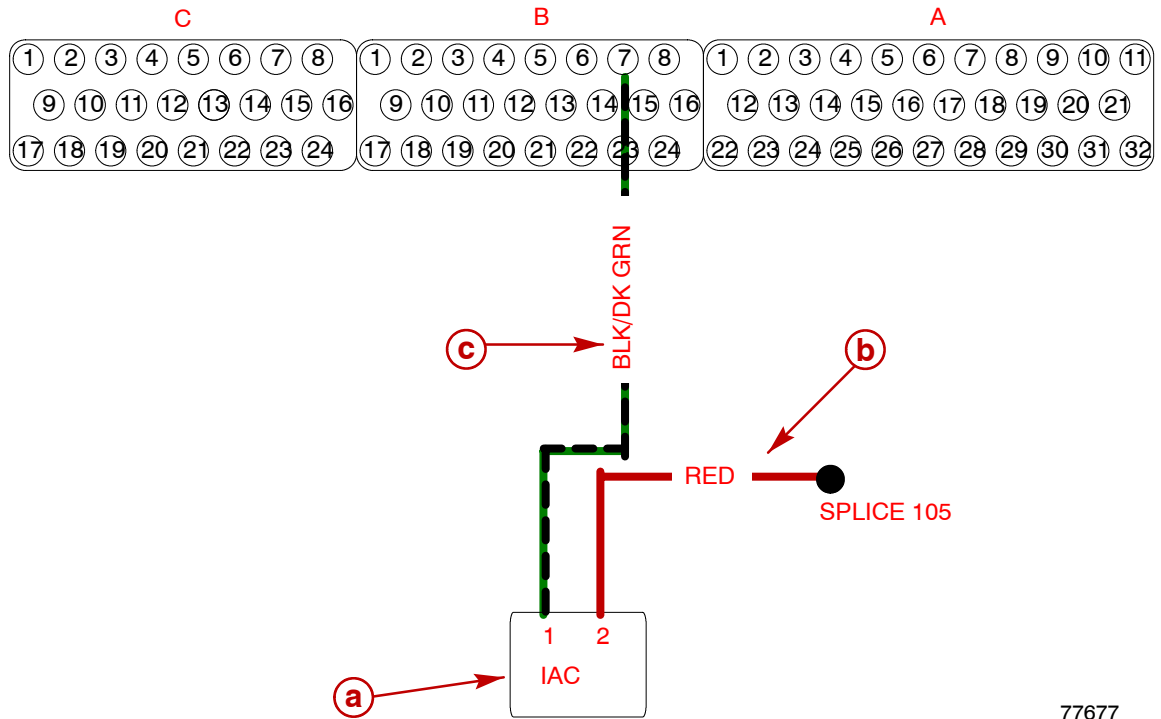 C B A
1 2 3 4 5 6 7 8 1 2 3 4 5 6 7 8 1 2 3 4 5 6 7 8 9 10 11
9 10 11 12 13 14 15 16 9 10 11 12 13 14 15 16 12 13 14 15 16 17 18 19 20 21
17 18 19 20 21 22 23 24 17 18 19 20 21 22 23 24 22 23 24 25 26 27 28 29 30 31 32
BLK/DK GRN
c
b
RED
SPLICE 105
1 2
IAC
a
77677